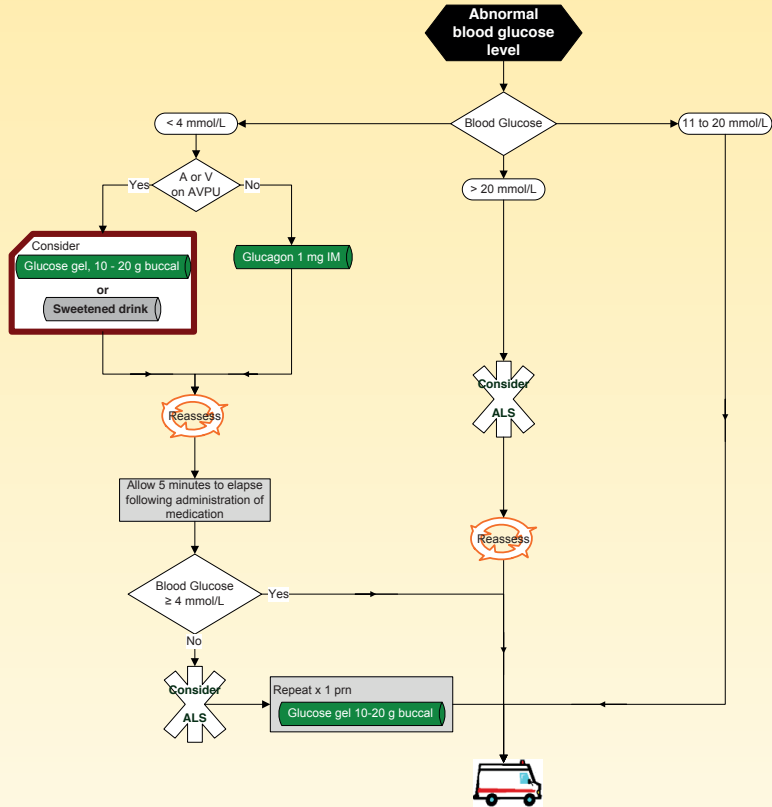 Abnormal
blood glucose
level
< 4 mmol/L
Blood Glucose
11 to 20 mmol/L
A or V
on AVPU
Yes
No
> 20 mmol/L
Consider
Glucose gel, 10 - 20 g buccal
or
Sweetened drink
Glucagon 1 mg IM
Consider
ALS
Reassess
Allow 5 minutes to elapse
following administration of
medication
Reassess
Blood Glucose
≥ 4 mmol/L
Yes
No
Consider
ALS
Repeat x 1 prn
Glucose gel 10-20 g buccal